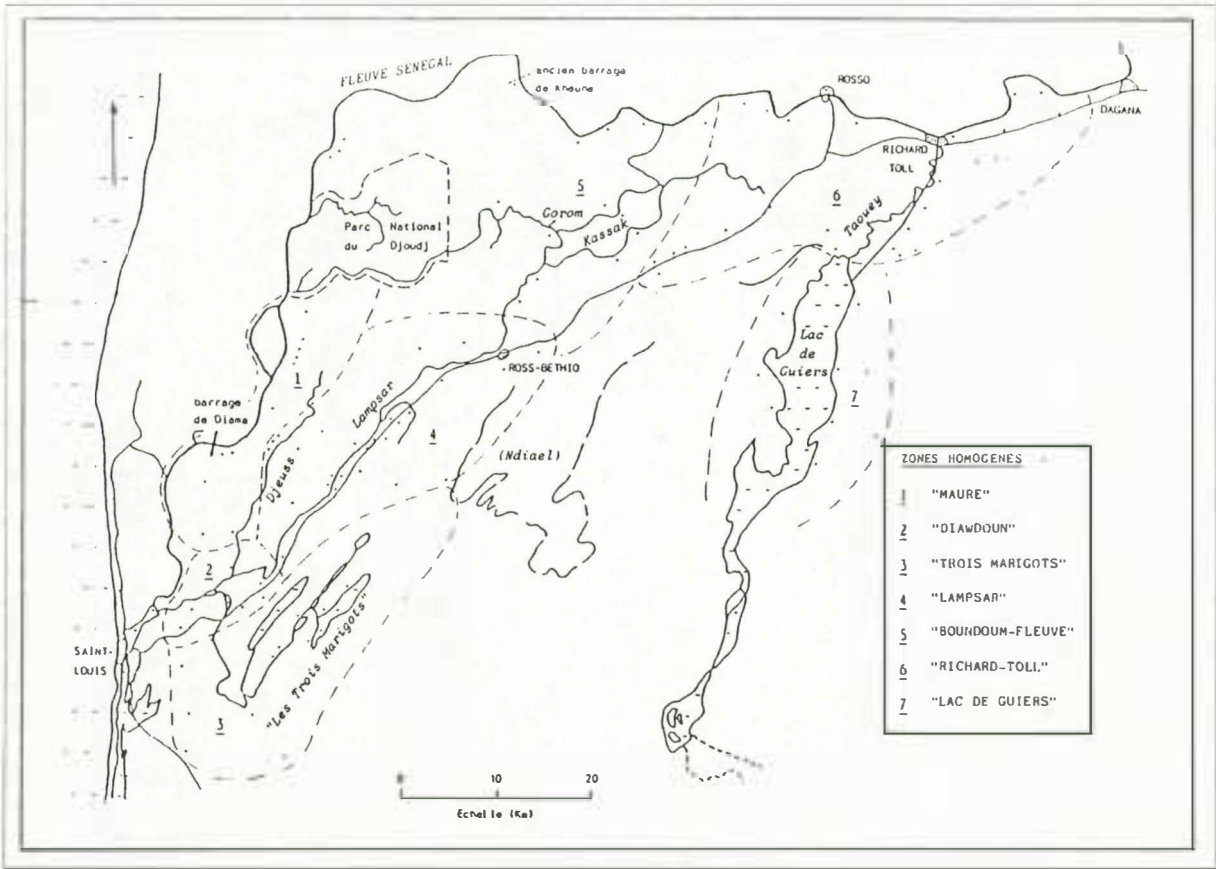 FLEUVE SENEGAL
ancien barrage
de Kheune
ROSSO
DAGANA
RICHARD
TOLL
5
6
Gorom
Taouey
Parc National
du Djoudj
Kassak
Lac
de
Guiers
1
ROSS-BETHIO
7
barrage
de Diama
Lampsar
4
(Ndiael)
Djeuss
2
SAINT-
LOUIS
"Les Trois Marigots"
3
10 20
Echelle (Km)
ZONES HOMOGENES
1 "MAURE"
2 "DIAWDOUN"
3 "TROIS MARIGOTS"
4 "LAMPSAR"
5 "BOUNDOUM-FLEUVE"
6 "RICHARD-TOLL"
7 "LAC DE GUIERS"